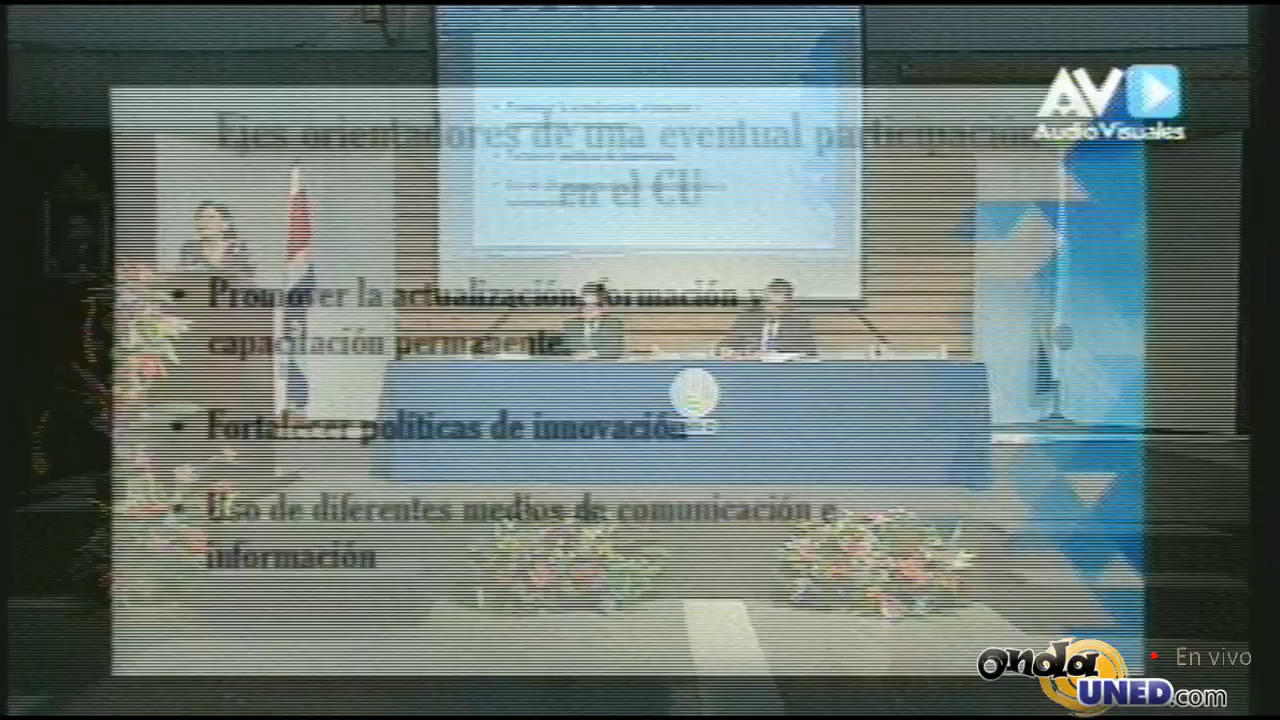 AV
AudioVisuales
Ejes orientadores de una eventual participación
en el CU
• Promover la actualización, formación y
capacitación permanente.
• Fortalecer políticas de innovación
• Uso de diferentes medios de comunicación e
información
En vivo
onda
UNED.com